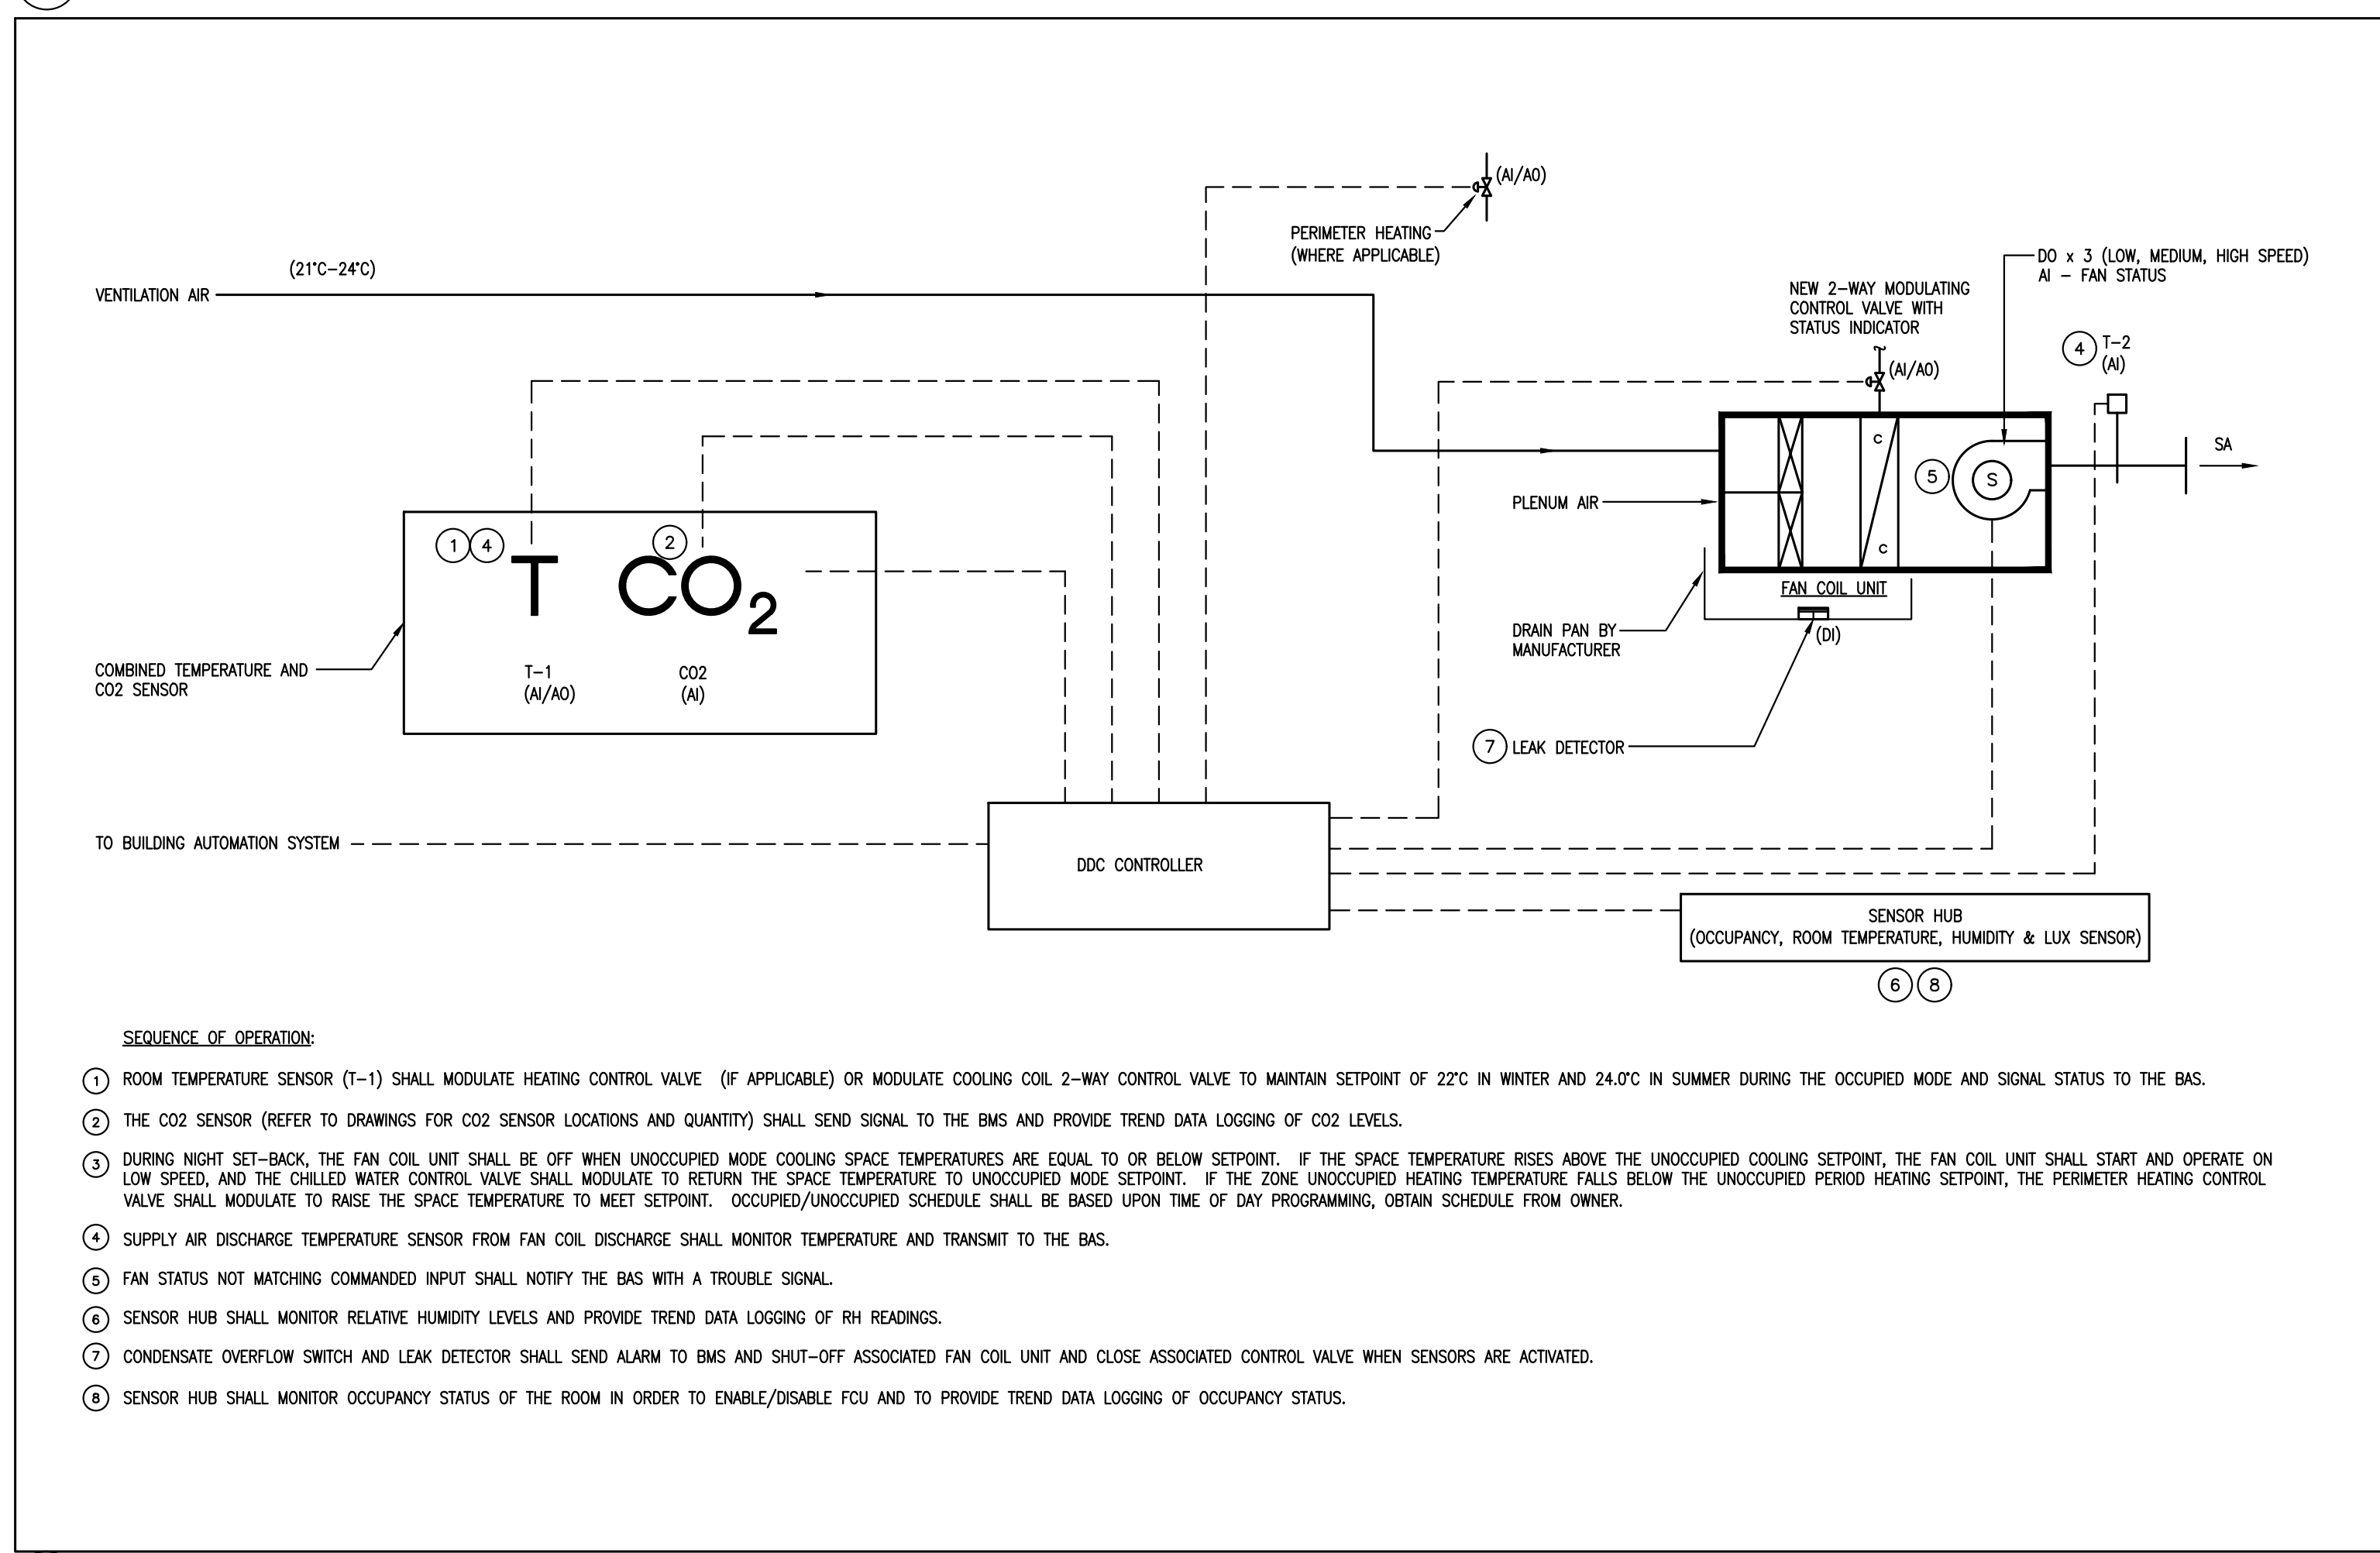 (AI/AO)
PERIMETER HEATING
(WHERE APPLICABLE)
(21°C-24°C)
VENTILATION AIR
DO x 3 (LOW, MEDIUM, HIGH SPEED)
AI - FAN STATUS
NEW 2-WAY MODULATING
CONTROL VALVE WITH
STATUS INDICATOR
(AI/AO)
4 T-2
(AI)
C
SA
5
S
PLENUM AIR
C
FAN COIL UNIT
DRAIN PAN BY
MANUFACTURER
(DI)
1 4 T
2 CO2
T-1
(AI/AO)
CO2
(AI)
COMBINED TEMPERATURE AND
CO2 SENSOR
7 LEAK DETECTOR
TO BUILDING AUTOMATION SYSTEM
DDC CONTROLLER
SENSOR HUB
(OCCUPANCY, ROOM TEMPERATURE, HUMIDITY & LUX SENSOR)
6 8
SEQUENCE OF OPERATION:
1 ROOM TEMPERATURE SENSOR (T-1) SHALL MODULATE HEATING CONTROL VALVE (IF APPLICABLE) OR MODULATE COOLING COIL 2-WAY CONTROL VALVE TO MAINTAIN SETPOINT OF 22°C IN WINTER AND 24.0°C IN SUMMER DURING THE OCCUPIED MODE AND SIGNAL STATUS TO THE BAS.
2 THE CO2 SENSOR (REFER TO DRAWINGS FOR CO2 SENSOR LOCATIONS AND QUANTITY) SHALL SEND SIGNAL TO THE BMS AND PROVIDE TREND DATA LOGGING OF CO2 LEVELS.
3 DURING NIGHT SET-BACK, THE FAN COIL UNIT SHALL BE OFF WHEN UNOCCUPIED MODE COOLING SPACE TEMPERATURES ARE EQUAL TO OR BELOW SETPOINT. IF THE SPACE TEMPERATURE RISES ABOVE THE UNOCCUPIED COOLING SETPOINT, THE FAN COIL UNIT SHALL START AND OPERATE ON
LOW SPEED, AND THE CHILLED WATER CONTROL VALVE SHALL MODULATE TO RETURN THE SPACE TEMPERATURE TO UNOCCUPIED MODE SETPOINT. IF THE ZONE UNOCCUPIED HEATING TEMPERATURE FALLS BELOW THE UNOCCUPIED PERIOD HEATING SETPOINT, THE PERIMETER HEATING CONTROL
VALVE SHALL MODULATE TO RAISE THE SPACE TEMPERATURE TO MEET SETPOINT. OCCUPIED/UNOCCUPIED SCHEDULE SHALL BE BASED UPON TIME OF DAY PROGRAMMING, OBTAIN SCHEDULE FROM OWNER.
4 SUPPLY AIR DISCHARGE TEMPERATURE SENSOR FROM FAN COIL DISCHARGE SHALL MONITOR TEMPERATURE AND TRANSMIT TO THE BAS.
5 FAN STATUS NOT MATCHING COMMANDED INPUT SHALL NOTIFY THE BAS WITH A TROUBLE SIGNAL.
6 SENSOR HUB SHALL MONITOR RELATIVE HUMIDITY LEVELS AND PROVIDE TREND DATA LOGGING OF RH READINGS.
7 CONDENSATE OVERFLOW SWITCH AND LEAK DETECTOR SHALL SEND ALARM TO BMS AND SHUT-OFF ASSOCIATED FAN COIL UNIT AND CLOSE ASSOCIATED CONTROL VALVE WHEN SENSORS ARE ACTIVATED.
8 SENSOR HUB SHALL MONITOR OCCUPANCY STATUS OF THE ROOM IN ORDER TO ENABLE/DISABLE FCU AND TO PROVIDE TREND DATA LOGGING OF OCCUPANCY STATUS.